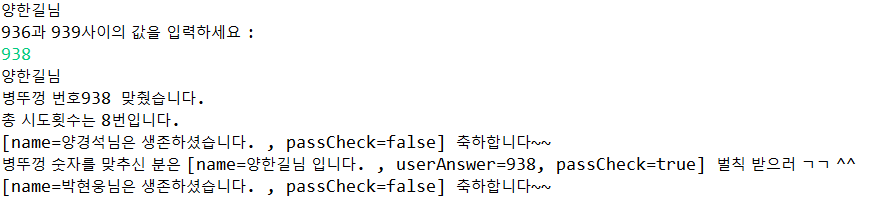 양한길님
936과 939사이의 값을 입력하세요 :
938
양한길님
병뚜껑 번호938 맞췄습니다.
총 시도횟수는 8번입니다.
[name=양경석님은 생존하셨습니다. , passCheck=false] 축하합니다~~
병뚜껑 숫자를 맞추신 분은 [name=양한길님 입니다. , userAnswer=938, passCheck=true] 벌칙 받으러 ㄱㄱ ^^
[name=박현웅님은 생존하셨습니다. , passCheck=false] 축하합니다~~